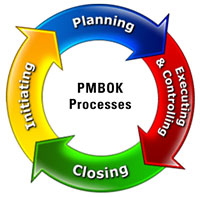 Planning
Executing
& Controlling
Closing
Initiating
PMBOK
Processes